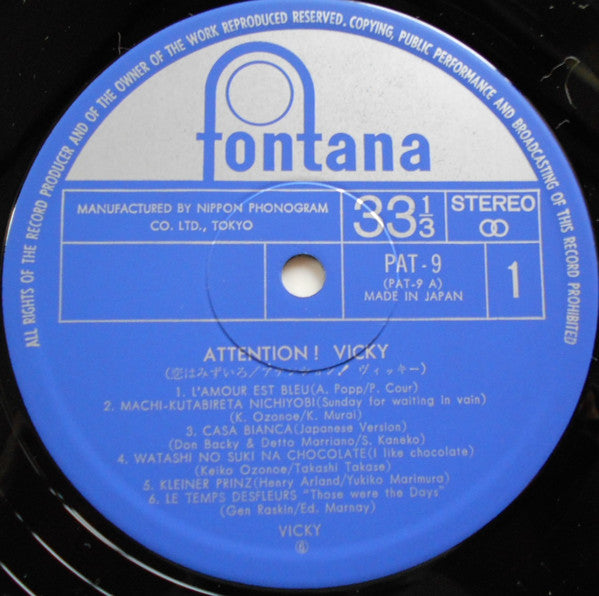 ALL RIGHTS OF THE RECORD PRODUCER AND OF THE OWNER OF THE WORK REPRODUCED RESERVED. COPYING, PUBLIC PERFORMANCE AND BROADCASTING OF THIS RECORD PROHIBITED
fontana
MANUFACTURED BY NIPPON PHONOGRAM
CO. LTD., TOKYO
33 1/3
STEREO
PAT-9
(PAT-9 A)
MADE IN JAPAN
1
ATTENTION! VICKY
(恋はみずいろ/アテンション! ヴィッキー)
1. L'AMOUR EST BLEU(A. Popp/P. Cour)
2. MACHI-KUTABIRETA NICHIYOBI(Sunday for waiting in vain)
(K. Ozonoe/K. Murai)
3. CASA BIANCA(Japanese Version)
(Don Backy & Detto Marriano/S. Kaneko)
4. WATASHI NO SUKI NA CHOCOLATE(I like chocolate)
(Keiko Ozonoe/Takashi Takase)
5. KLEINER PRINZ(Henry Arland/Yukiko Marimura)
6. LE TEMPS DESFLEURS "Those were the Days"
(Gen Raskin/Ed. Marnay)
VICKY
⑥